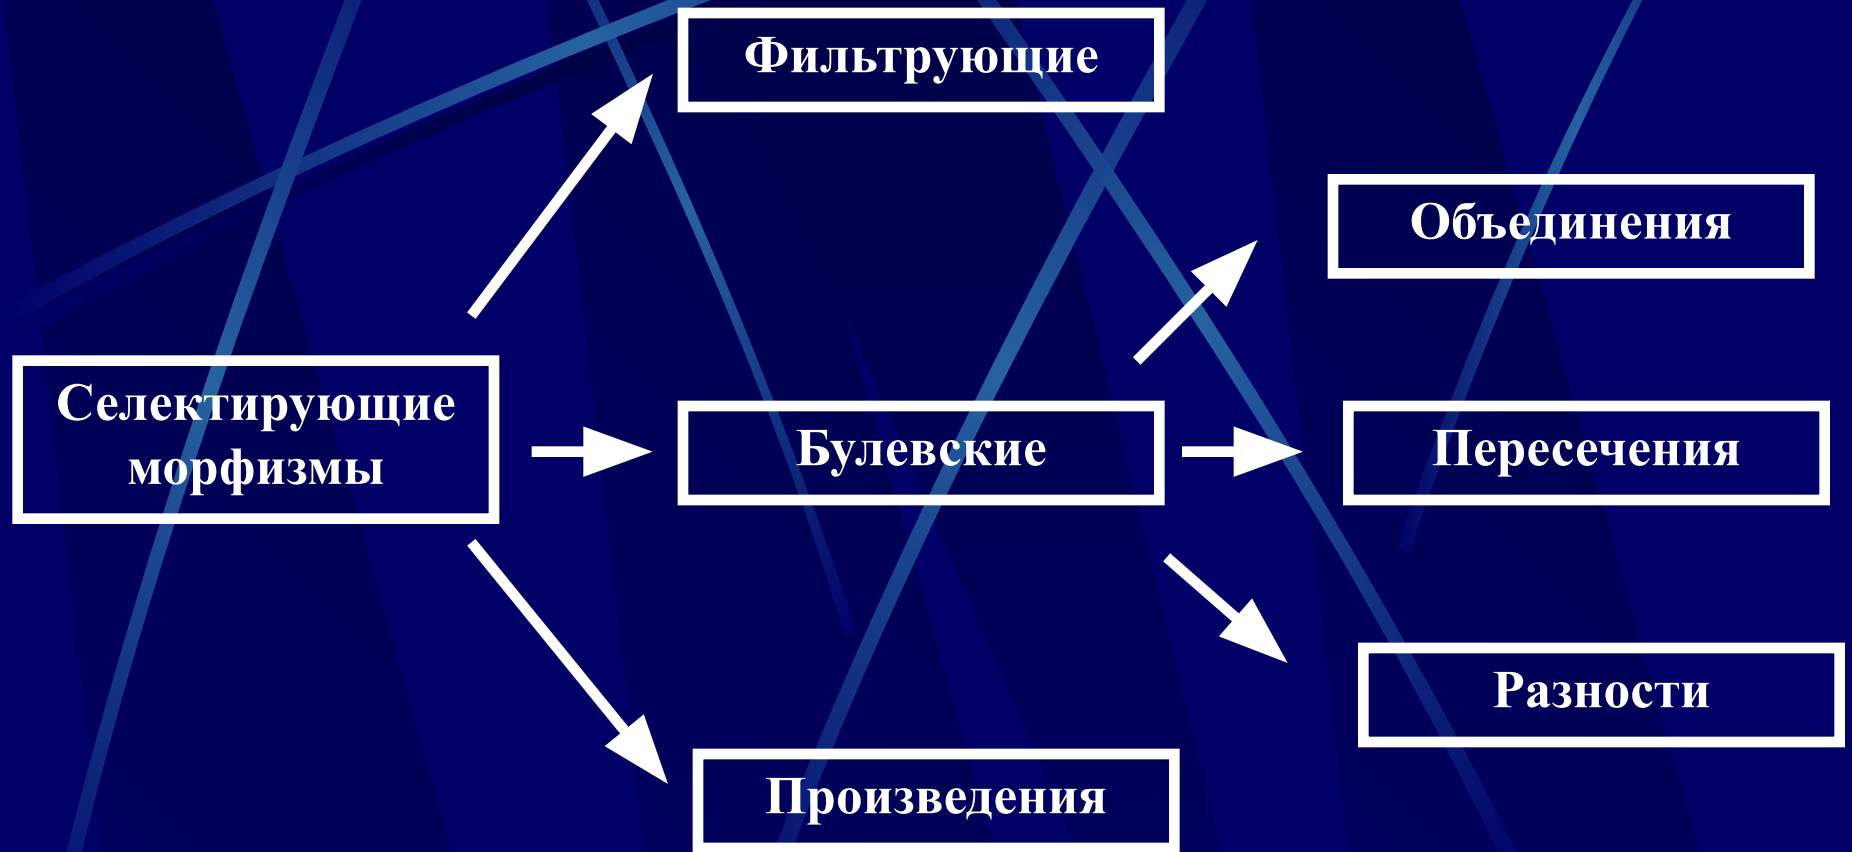 Фильтрующие
Объединения
Селектирующие
морфизмы
Булевские
Пересечения
Разности
Произведения